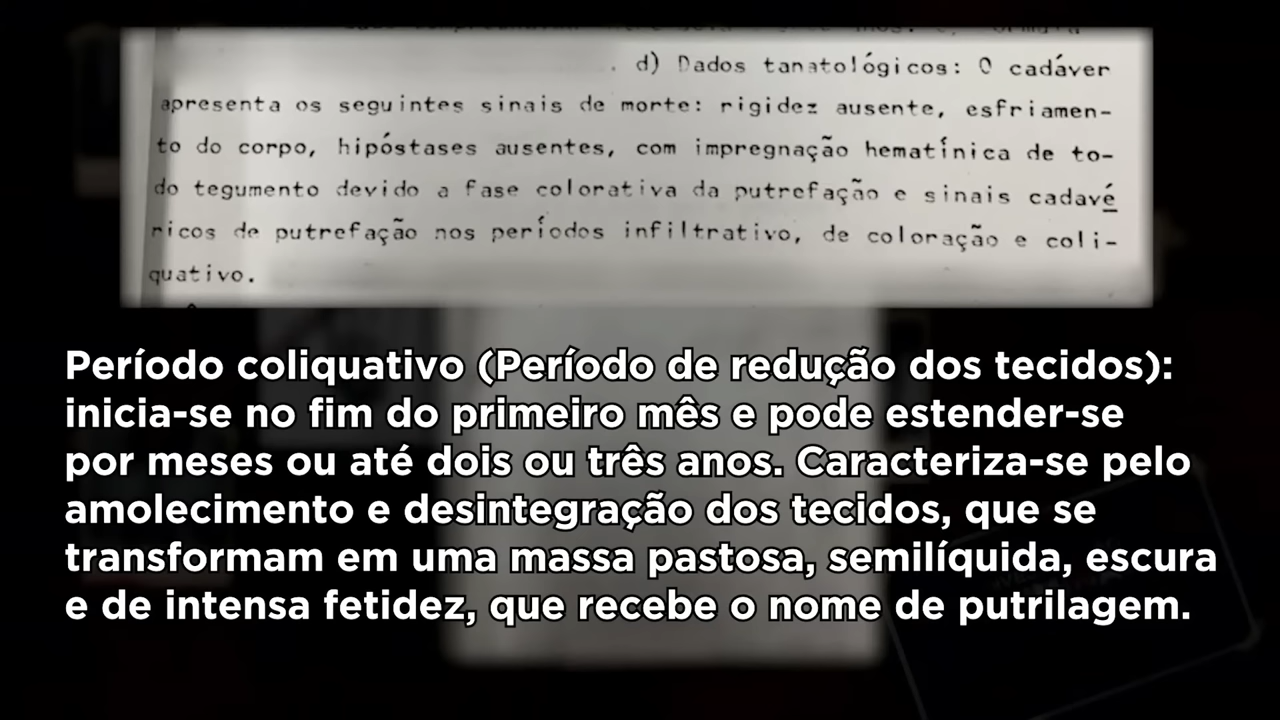 d) Dados tanatológicos: O cadáver
apresenta os seguintes sinais de morte: rigidez ausente, esfriamen-
to do corpo, hipóstases ausentes, com impregnação hematínica de to-
do tegumento devido a fase colorativa da putrefação e sinais cadavé
ricos de putrefação nos períodos infiltrativo, de coloração e coli-
quativo.
Período coliquativo (Período de redução dos tecidos):
inicia-se no fim do primeiro mês e pode estender-se
por meses ou até dois ou três anos. Caracteriza-se pelo
amolecimento e desintegração dos tecidos, que se
transformam em uma massa pastosa, semilíquida, escura
e de intensa fetidez, que recebe o nome de putrilagem.